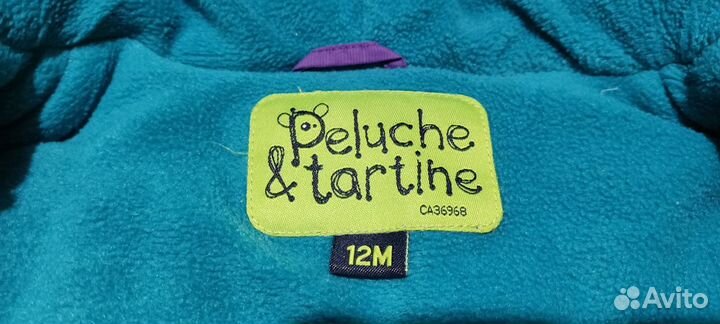 Peluche
& tartine
CA36968
12M
Avito